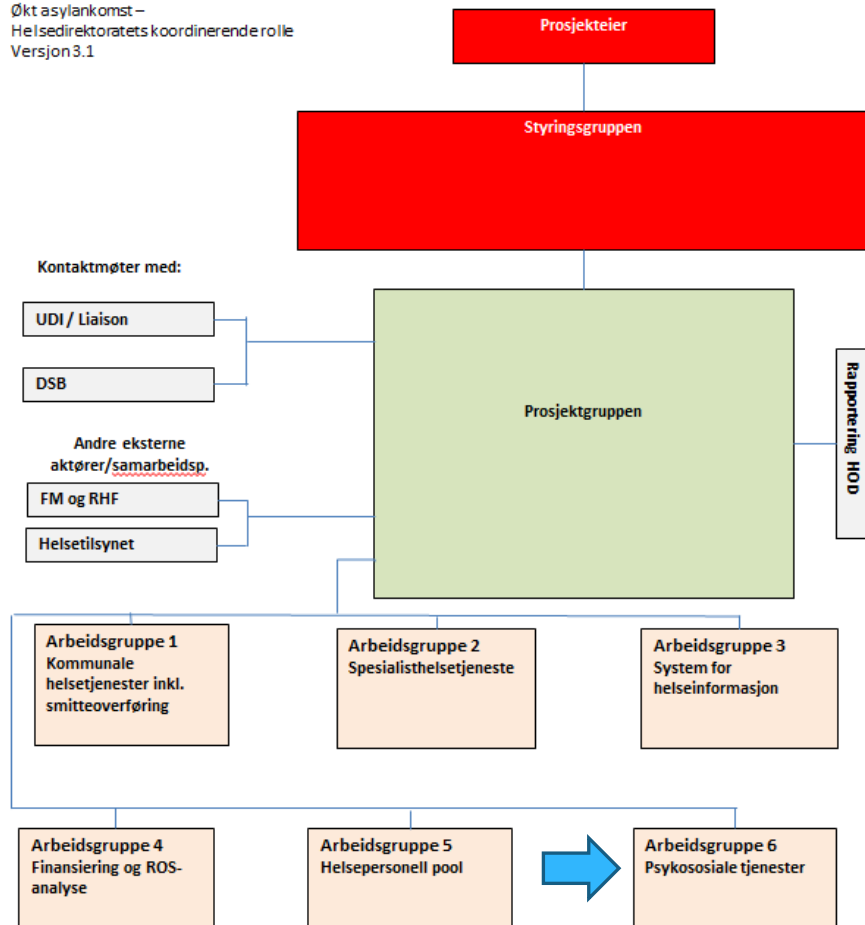 Økt asylankomst –
Helsedirektoratets koordinerende rolle
Versjon 3.1
Prosjekteier
Styringsgruppen
Kontaktmøter med:
UDI / Liaison
DSB
Prosjektgruppen
Rapportering HOD
Andre eksterne
aktører/samarbeidsp.
FM og RHF
Helsetilsynet
Arbeidsgruppe 1
Kommunale
helsetjenester inkl.
smitteoverføring
Arbeidsgruppe 2
Spesialisthelsetjeneste
Arbeidsgruppe 3
System for
helseinformasjon
Arbeidsgruppe 4
Finansiering og ROS-
analyse
Arbeidsgruppe 5
Helsepersonell pool
Arbeidsgruppe 6
Psykososiale tjenester